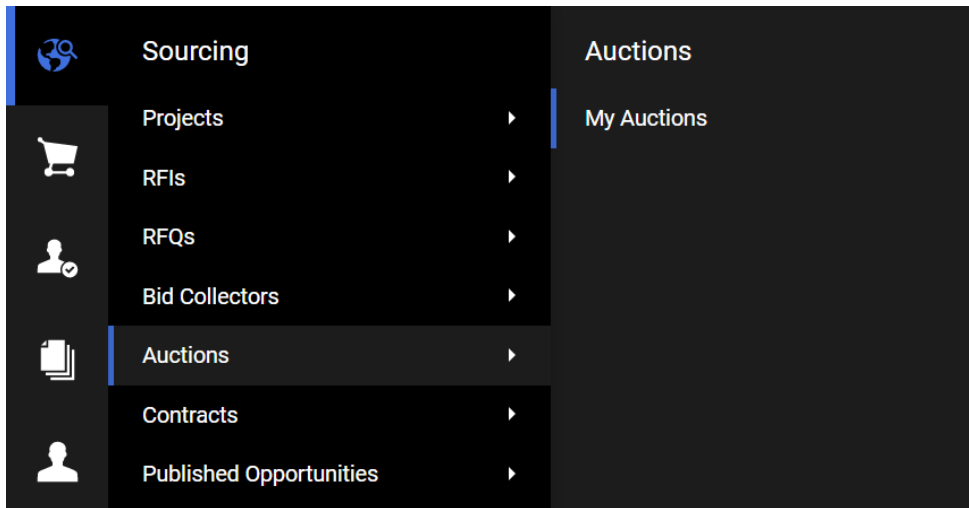 Sourcing
Projects
RFIs
RFQs
Bid Collectors
Auctions
Contracts
Published Opportunities
Auctions
My Auctions